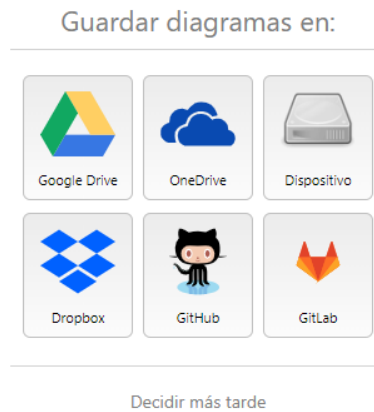 Guardar diagramas en:
Google Drive
OneDrive
Dispositivo
Dropbox
GitHub
GitLab
Decidir más tarde